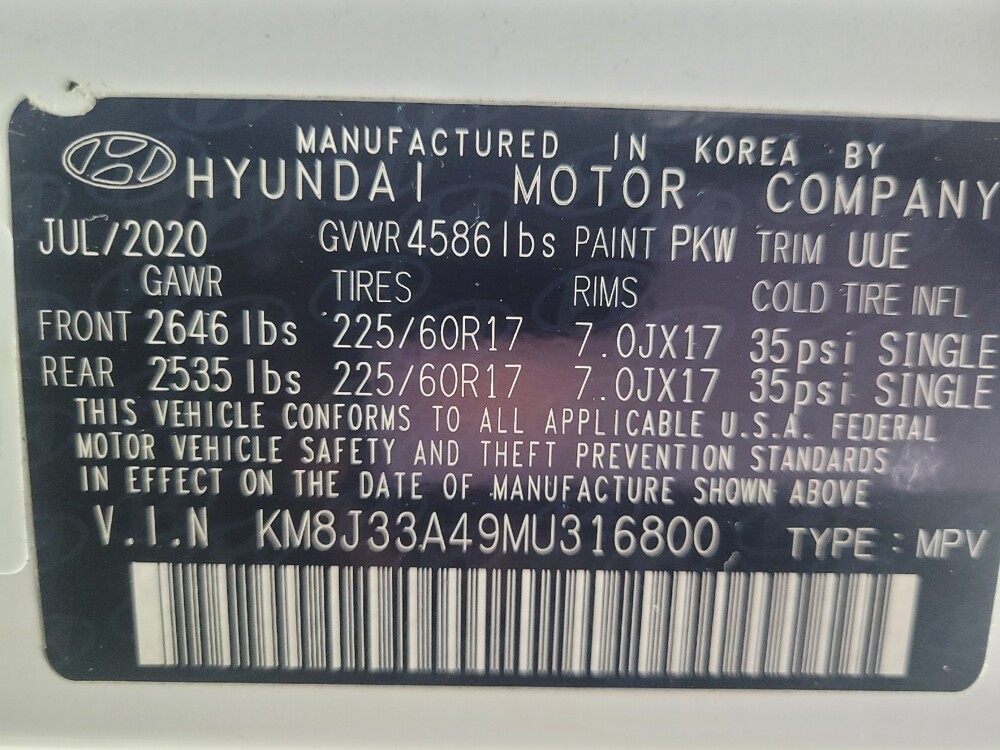 MANUFACTURED IN KOREA BY
HYUNDAI MOTOR COMPANY
JUL/2020 GVWR 4586 lbs PAINT PKW TRIM UUE
GAWR TIRES RIMS COLD TIRE INFL
FRONT 2646 lbs 225/60R17 7.0JX17 35psi SINGLE
REAR 2535 lbs 225/60R17 7.0JX17 35psi SINGLE
THIS VEHICLE CONFORMS TO ALL APPLICABLE U.S.A. FEDERAL
MOTOR VEHICLE SAFETY AND THEFT PREVENTION STANDARDS
IN EFFECT ON THE DATE OF MANUFACTURE SHOWN ABOVE
V.I.N KM8J33A49MU316800 TYPE : MPV